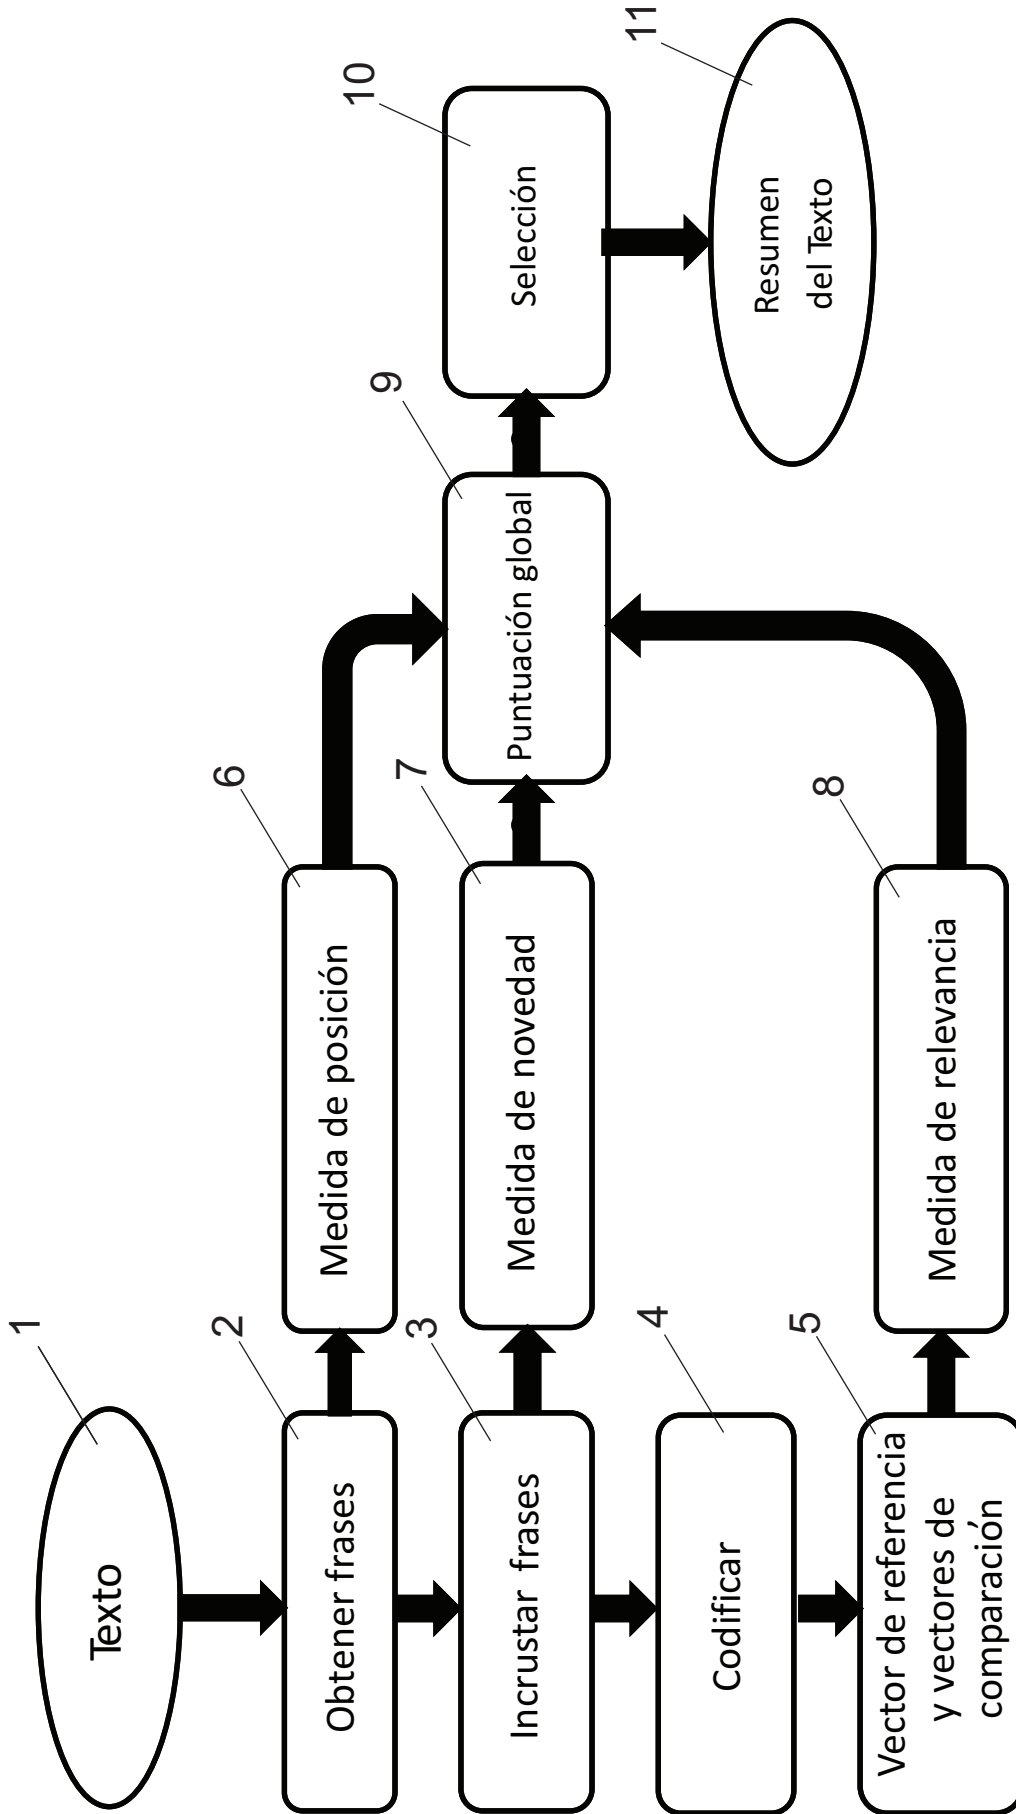 1
Texto
2
Obtener frases
3
Incrustar frases
4
Codificar
5
Vector de referencia
y vectores de
comparación
6
Medida de posición
7
Medida de novedad
8
Medida de relevancia
9
Puntuación global
10
Selección
11
Resumen
del Texto